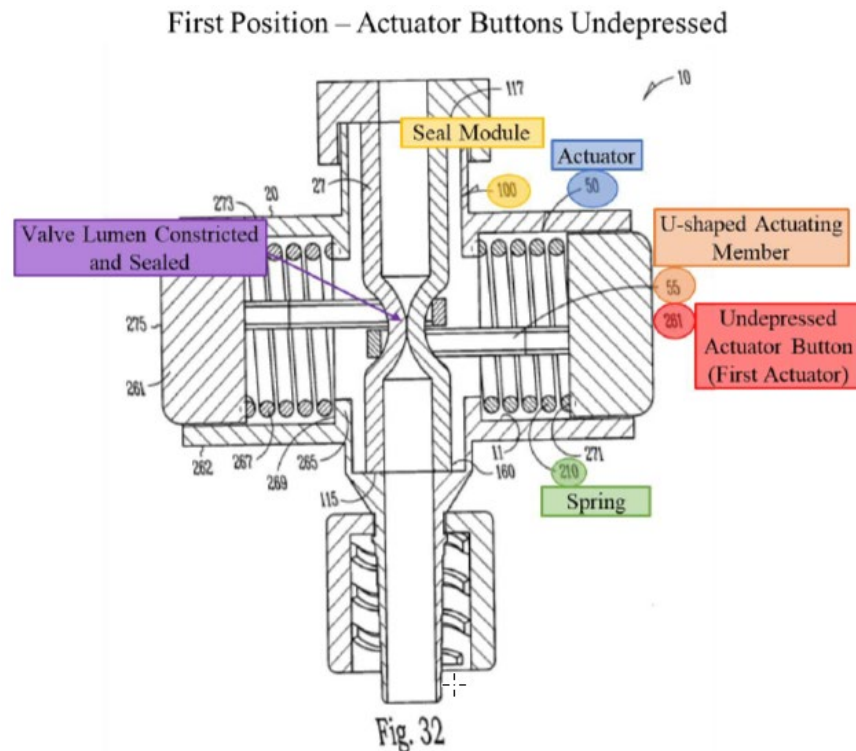 First Position – Actuator Buttons Undepressed
10
117
Seal Module
Actuator
27
20
273
100
50
Valve Lumen Constricted
and Sealed
U-shaped Actuating
Member
55
275
261
Undepressed
Actuator Button
(First Actuator)
261
262
267
269
265
115
160
11
210
271
Spring
Fig. 32